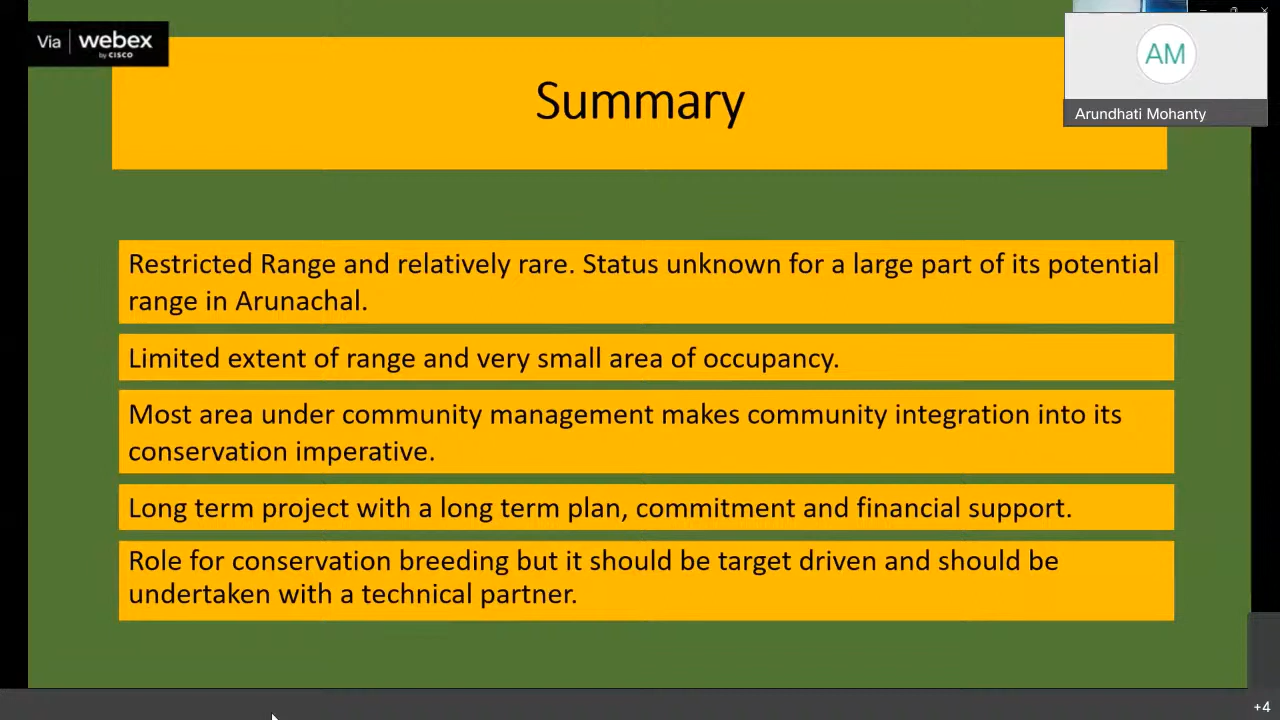 Via webex
by CISCO
AM
Arundhati Mohanty
Summary
Restricted Range and relatively rare. Status unknown for a large part of its potential
range in Arunachal.
Limited extent of range and very small area of occupancy.
Most area under community management makes community integration into its
conservation imperative.
Long term project with a long term plan, commitment and financial support.
Role for conservation breeding but it should be target driven and should be
undertaken with a technical partner.
+4